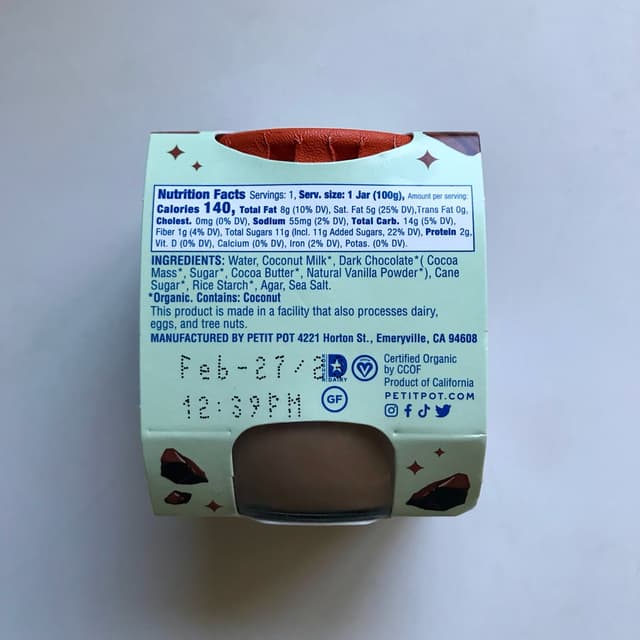 Nutrition Facts Servings: 1, Serv. size: 1 Jar (100g), Amount per serving:
Calories 140, Total Fat 8g (10% DV), Sat. Fat 5g (25% DV),Trans Fat 0g,
Cholest. 0mg (0% DV), Sodium 55mg (2% DV), Total Carb. 14g (5% DV),
Fiber 1g (4% DV), Total Sugars 11g (Incl. 11g Added Sugars, 22% DV), Protein 2g,
Vit. D (0% DV), Calcium (0% DV), Iron (2% DV), Potas. (0% DV).
INGREDIENTS: Water, Coconut Milk*, Dark Chocolate*( Cocoa
Mass*, Sugar*, Cocoa Butter*, Natural Vanilla Powder*), Cane
Sugar*, Rice Starch*, Agar, Sea Salt.
*Organic. Contains: Coconut
This product is made in a facility that also processes dairy,
eggs, and tree nuts.
MANUFACTURED BY PETIT POT 4221 Horton St., Emeryville, CA 94608
Feb-27/2
12:39PM
D
DAIRY
V
GF
Certified Organic
by CCOF
Product of California
PETITPOT.COM